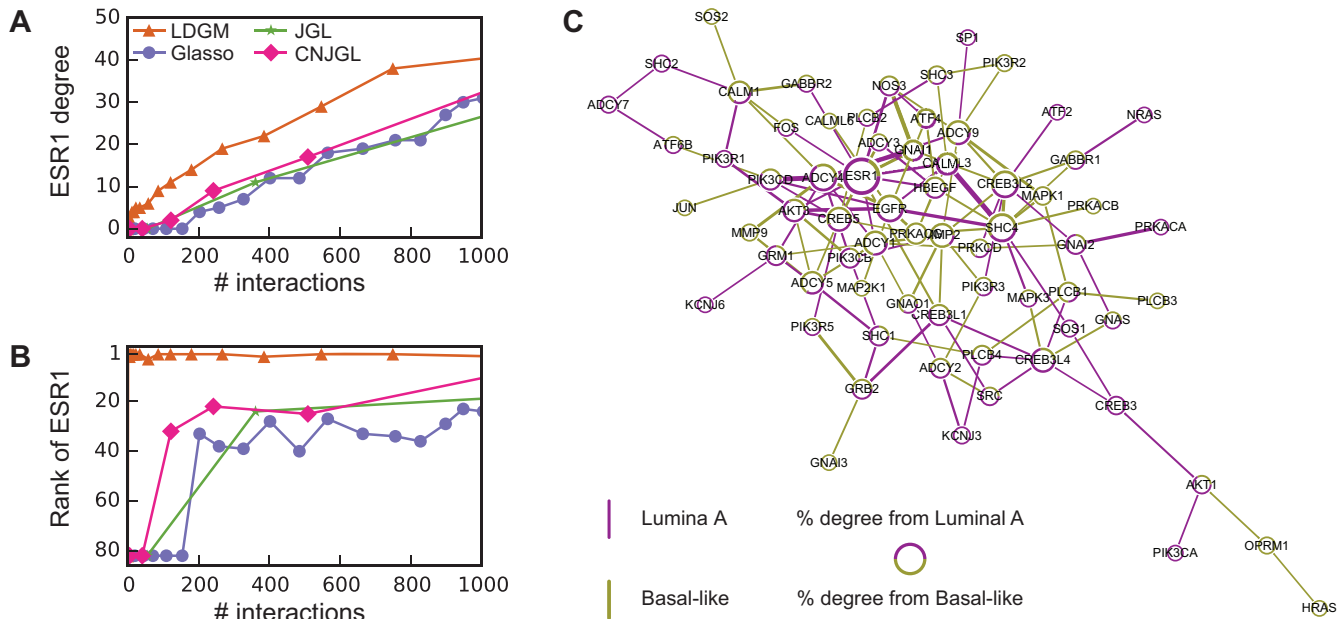 A
ESR1 degree
50
40
30
20
10
0
LDGM
Glasso
JGL
CNJGL
0 200 400 600 800 1000
# interactions
B
Rank of ESR1
1
20
40
60
80
0 200 400 600 800 1000
# interactions
C
SOS2
SP1
SHC2
PIK3R2
SHC3
GABBR2
NOS3
CALM1
ADCY7
ATF2
NRAS
PLCB2
ATF4
CALML5
FOS
ADCY9
ADCY3
ATF6B
GNAI1
PIK3R1
GABBR1
CALML3
ESR1
PIK3CD
ADCY4
CREB3L2
HBEGF
MAPK1
JUN
PRKACB
AKT3
EGFR
CREB5
SHC4
PRKACA
MMP9
PRKACG
MMP2
ADCY1
PRKCD
GNAI2
GRM1
PIK3CB
ADCY5
MAP2K1
PIK3R3
PLCB1
MAPK3
PLCB3
KCNJ6
GNAO1
CREB3L1
GNAS
PIK3R5
SHC1
SOS1
PLCB4
CREB3L4
ADCY2
GRB2
SRC
CREB3
KCNJ3
GNAI3
AKT1
PIK3CA
OPRM1
HRAS
Lumina A
% degree from Luminal A
Basal-like
% degree from Basal-like